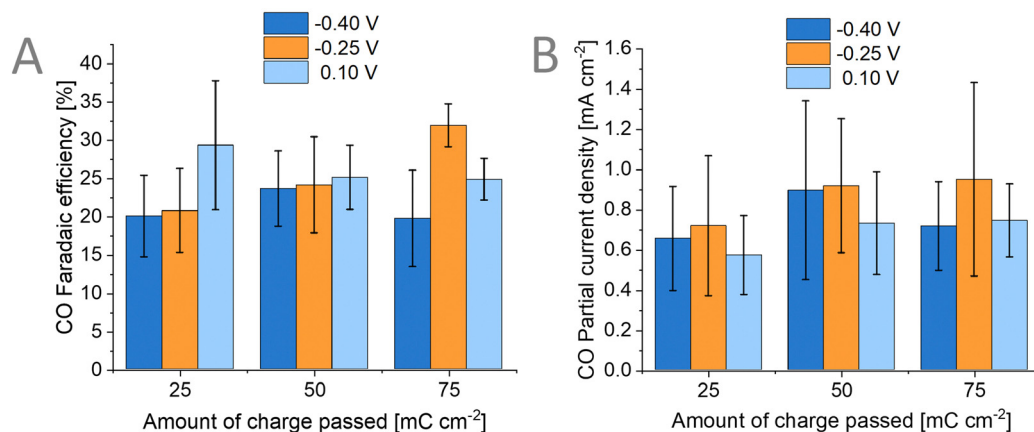 A
-0.40 V
-0.25 V
0.10 V
CO Faradaic efficiency [%]
40
35
30
25
20
15
10
5
0
25
50
75
Amount of charge passed [mC cm⁻²]
B
-0.40 V
-0.25 V
0.10 V
CO Partial current density [mA cm⁻²]
1.6
1.4
1.2
1.0
0.8
0.6
0.4
0.2
0.0
25
50
75
Amount of charge passed [mC cm⁻²]